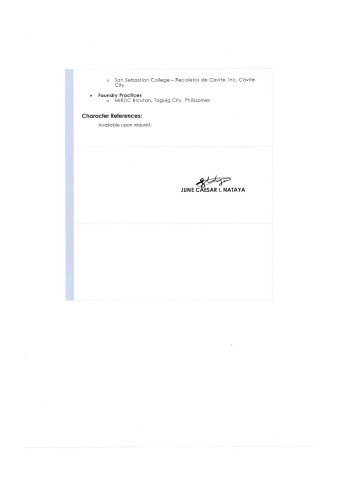 o San Sebastian College – Recoletos de Cavite, Inc. Cavite
City
• Foundry Practices
o MIRDC Bicutan, Taguig City, Philippines
Character References:
Available upon request.
JUNE CAESAR I. NATAYA